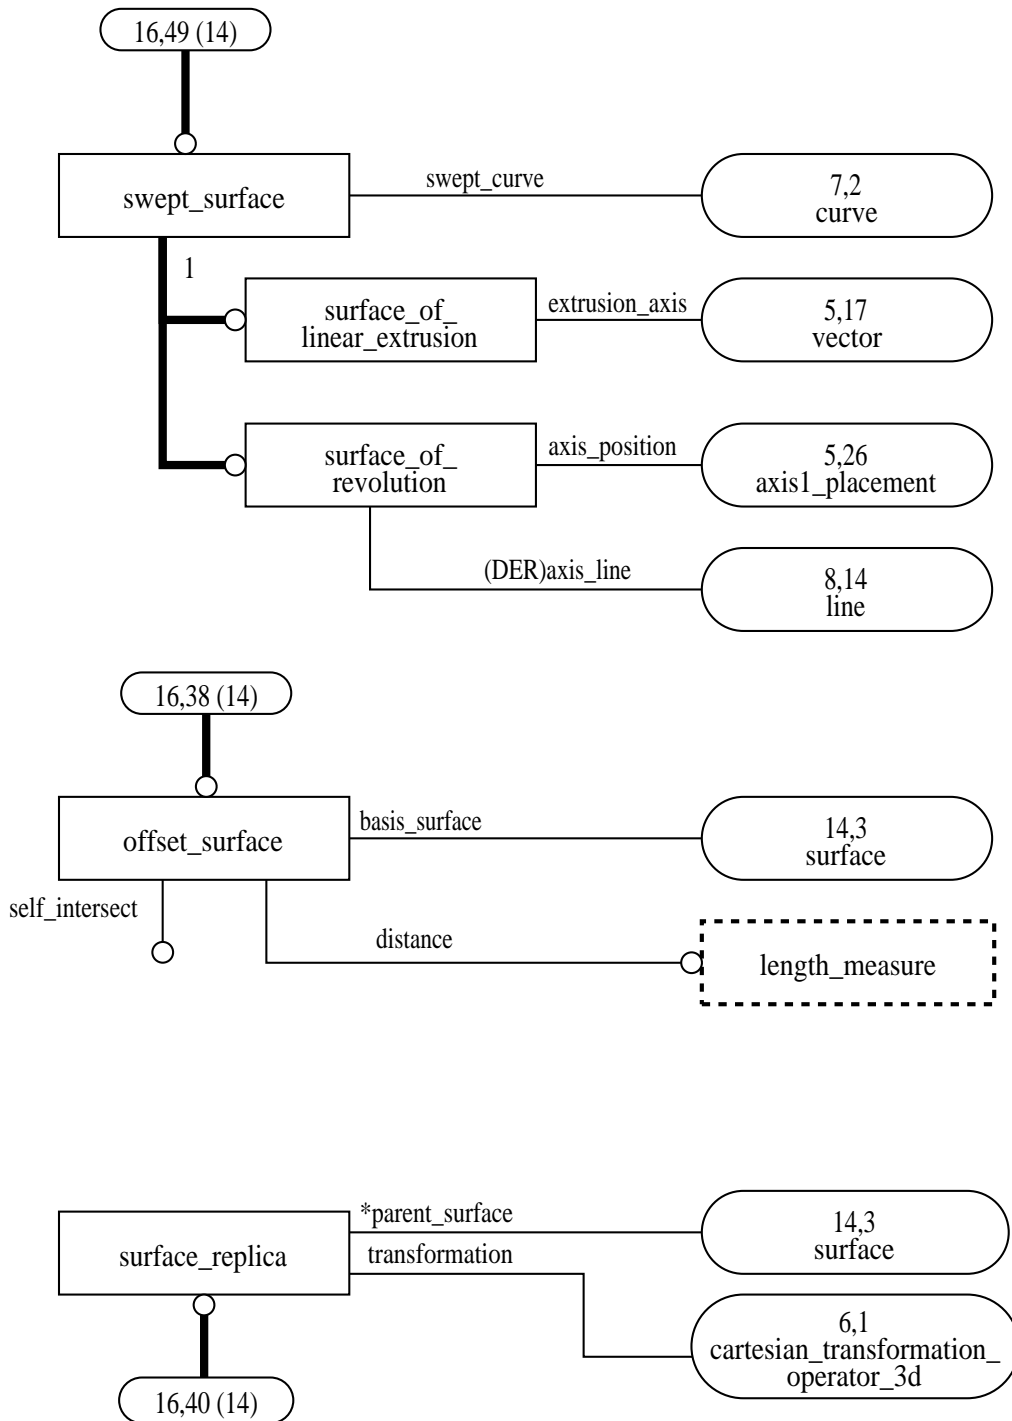 16,49 (14)
swept_surface
swept_curve
7,2
curve
1
surface_of_
linear_extrusion
extrusion_axis
5,17
vector
surface_of_
revolution
axis_position
5,26
axis1_placement
(DER)axis_line
8,14
line
16,38 (14)
offset_surface
basis_surface
14,3
surface
self_intersect
distance
length_measure
surface_replica
*parent_surface
14,3
surface
transformation
6,1
cartesian_transformation_
operator_3d
16,40 (14)